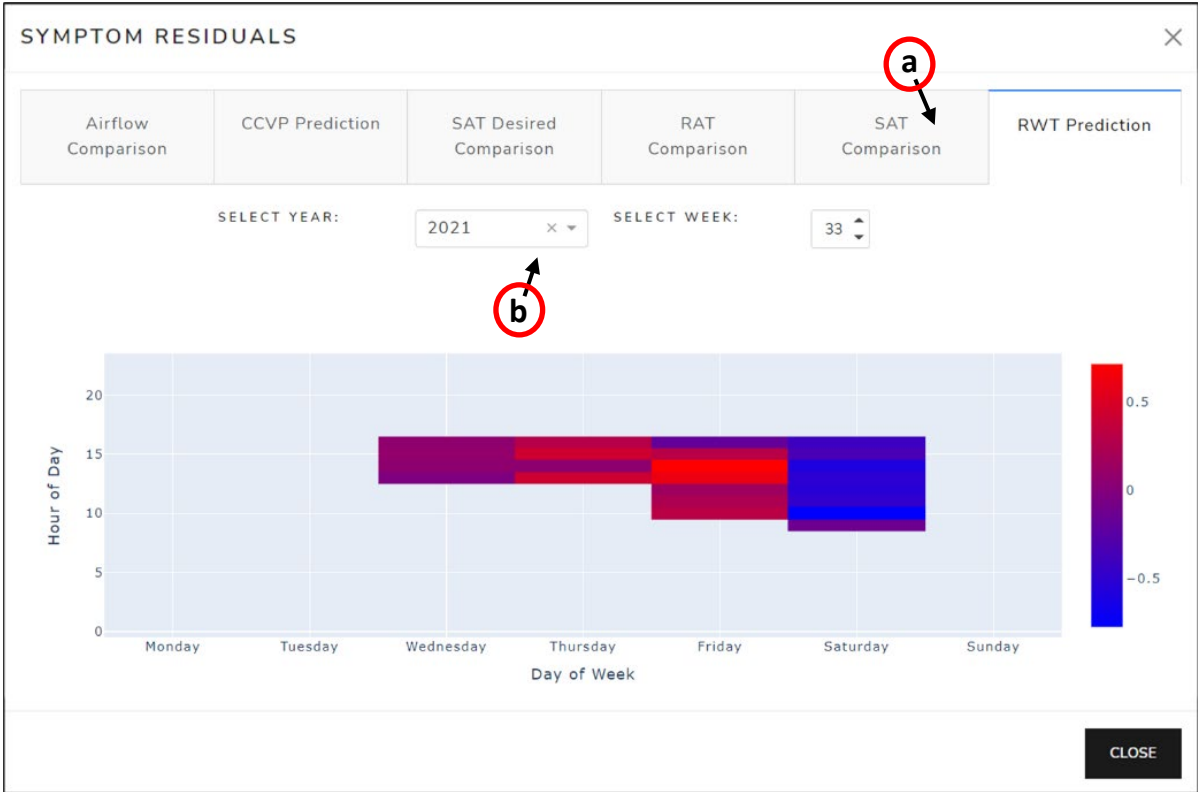 SYMPTOM RESIDUALS
×
a
Airflow
Comparison
CCVP Prediction
SAT Desired
Comparison
RAT
Comparison
SAT
Comparison
RWT Prediction
SELECT YEAR:
2021
×
SELECT WEEK:
33
b
20
15
10
5
0
Hour of Day
Monday
Tuesday
Wednesday
Thursday
Friday
Saturday
Sunday
Day of Week
0.5
0
−0.5
CLOSE